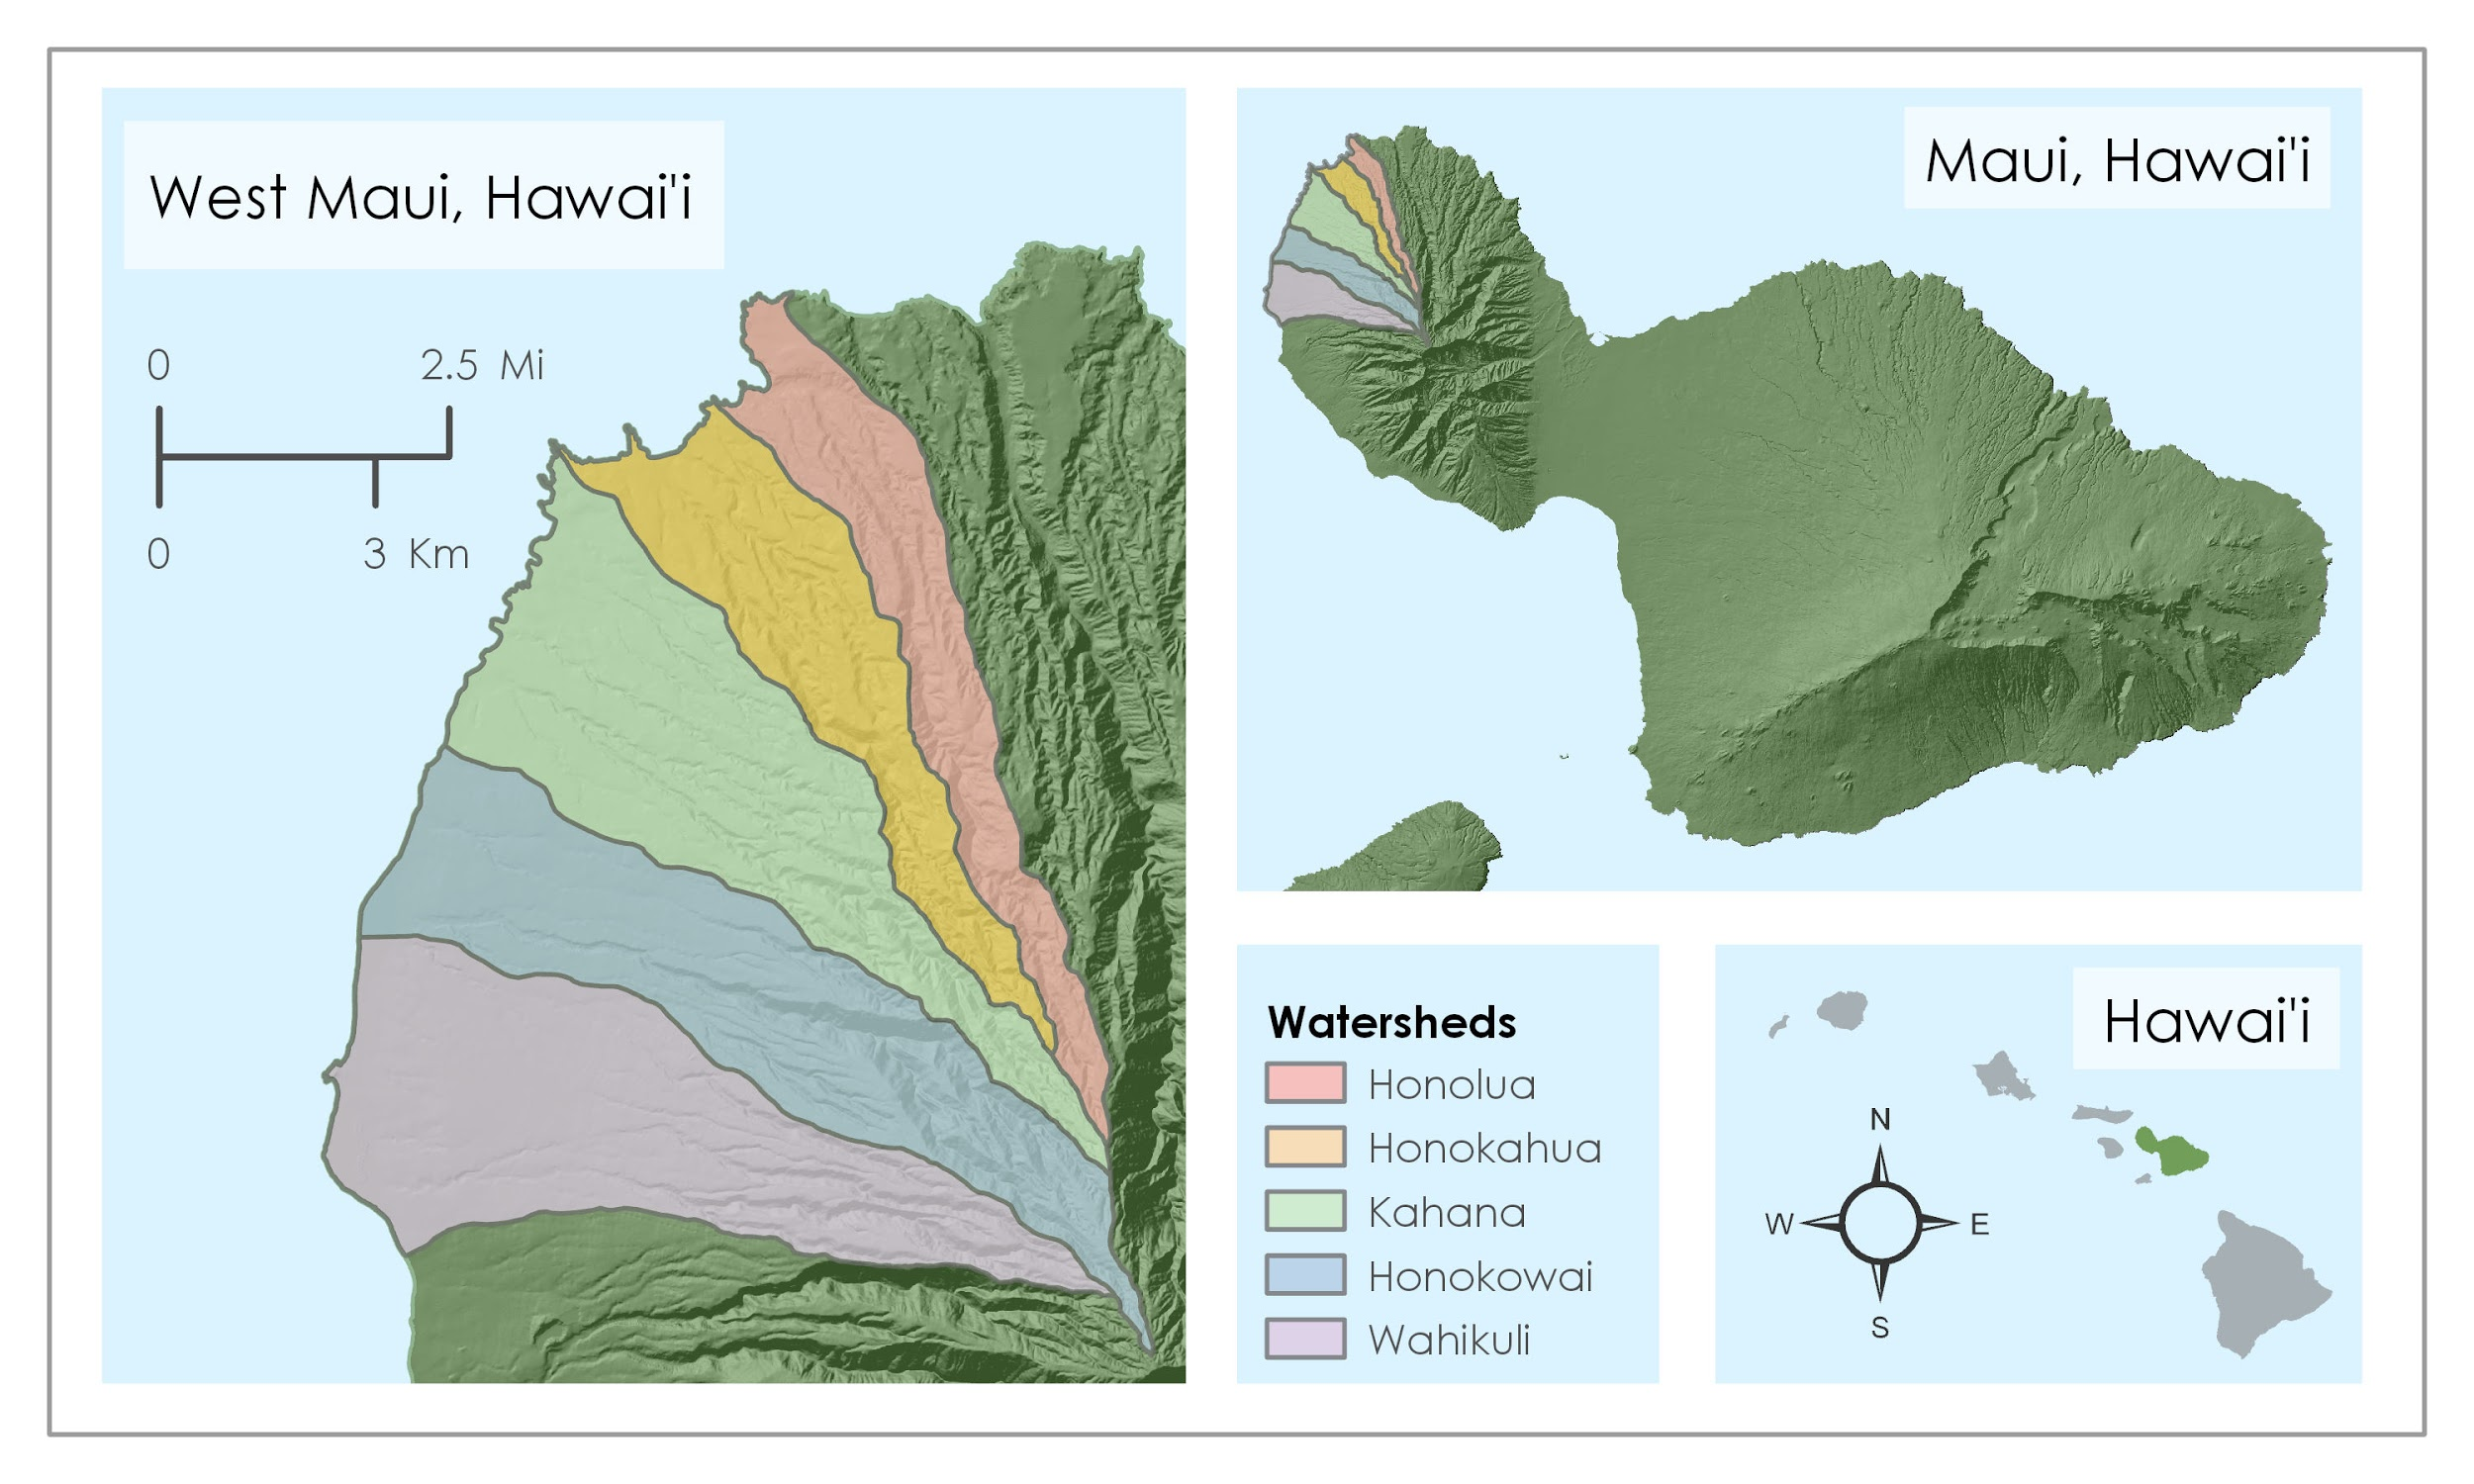 West Maui, Hawai'i
0 2.5 Mi
0 3 Km
Maui, Hawai'i
Watersheds
Honolua
Honokahua
Kahana
Honokowai
Wahikuli
Hawai'i
N
W E
S